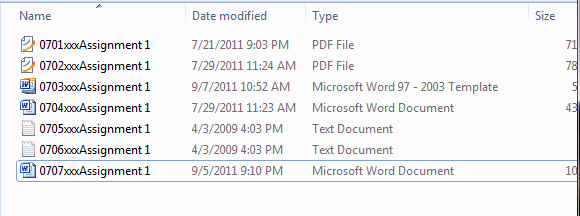 Name Date modified Type Size
0701xxxAssignment 1 7/21/2011 9:03 PM PDF File 71
0702xxxAssignment 1 7/29/2011 11:24 AM PDF File 78
0703xxxAssignment 1 9/7/2011 10:52 AM Microsoft Word 97 - 2003 Template 5
0704xxxAssignment 1 7/29/2011 11:23 AM Microsoft Word Document 43
0705xxxAssignment 1 4/3/2009 4:03 PM Text Document
0706xxxAssignment 1 4/3/2009 4:03 PM Text Document
0707xxxAssignment 1 9/5/2011 9:10 PM Microsoft Word Document 10